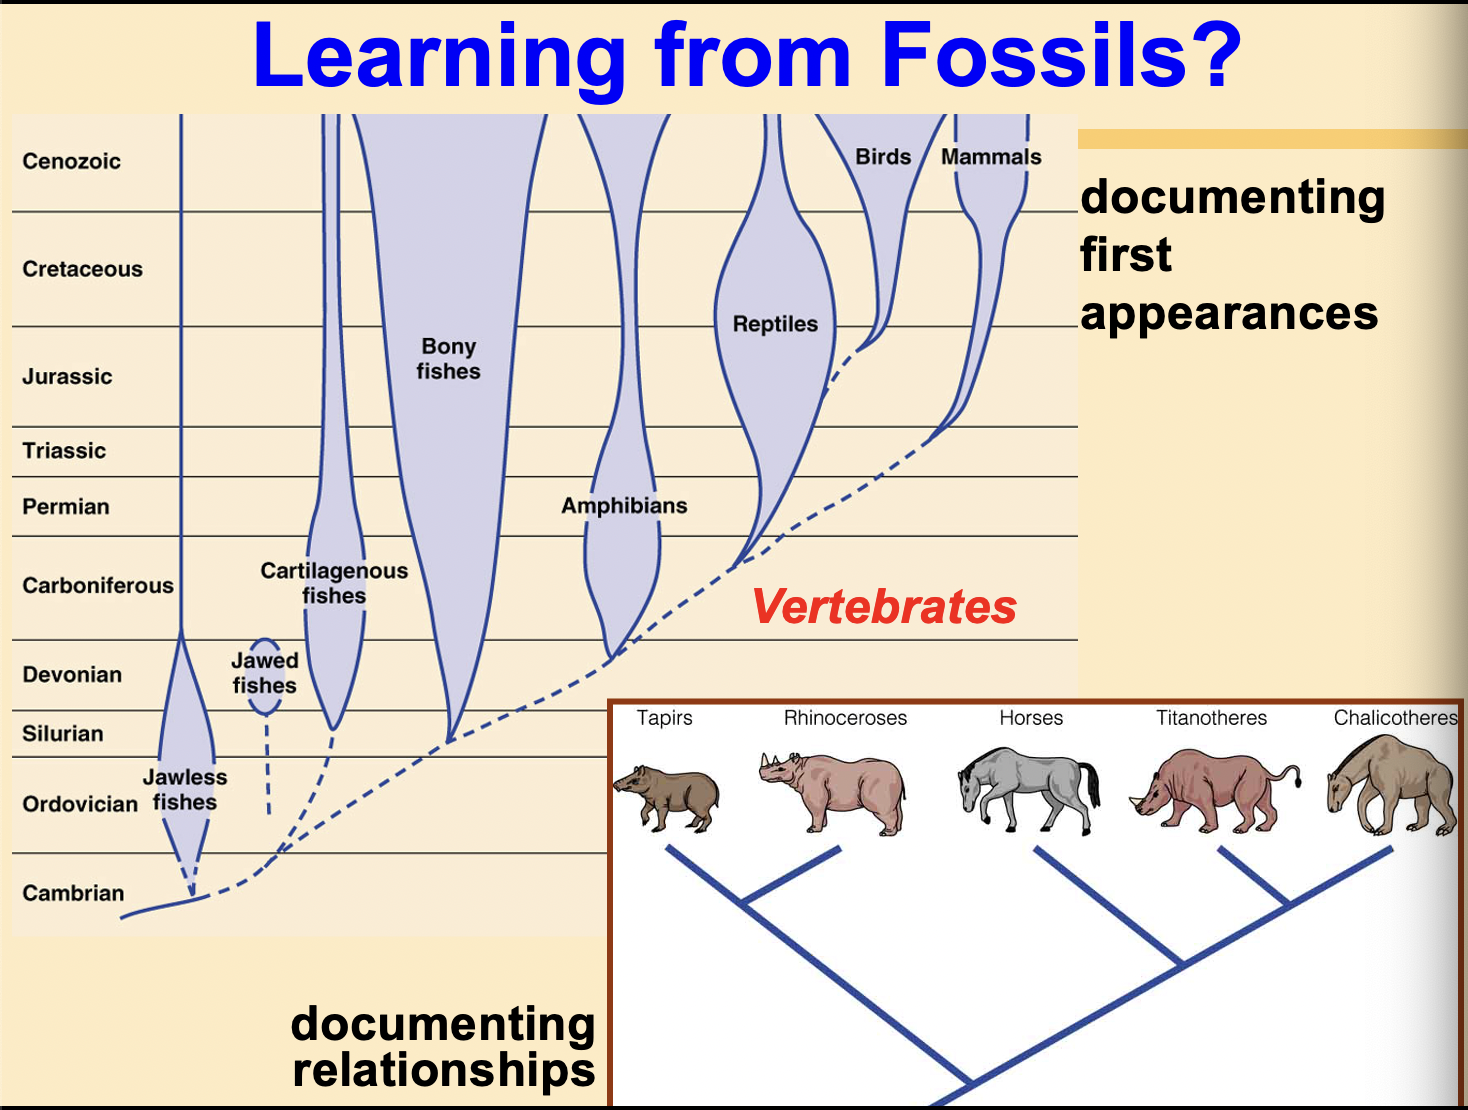 Learning from Fossils?
Cenozoic
Cretaceous
Jurassic
Triassic
Permian
Carboniferous
Devonian
Silurian
Ordovician
Cambrian
Jawless
fishes
Jawed
fishes
Cartilagenous
fishes
Bony
fishes
Amphibians
Reptiles
Birds
Mammals
Vertebrates
documenting
first
appearances
documenting
relationships
Tapirs
Rhinoceroses
Horses
Titanotheres
Chalicotheres